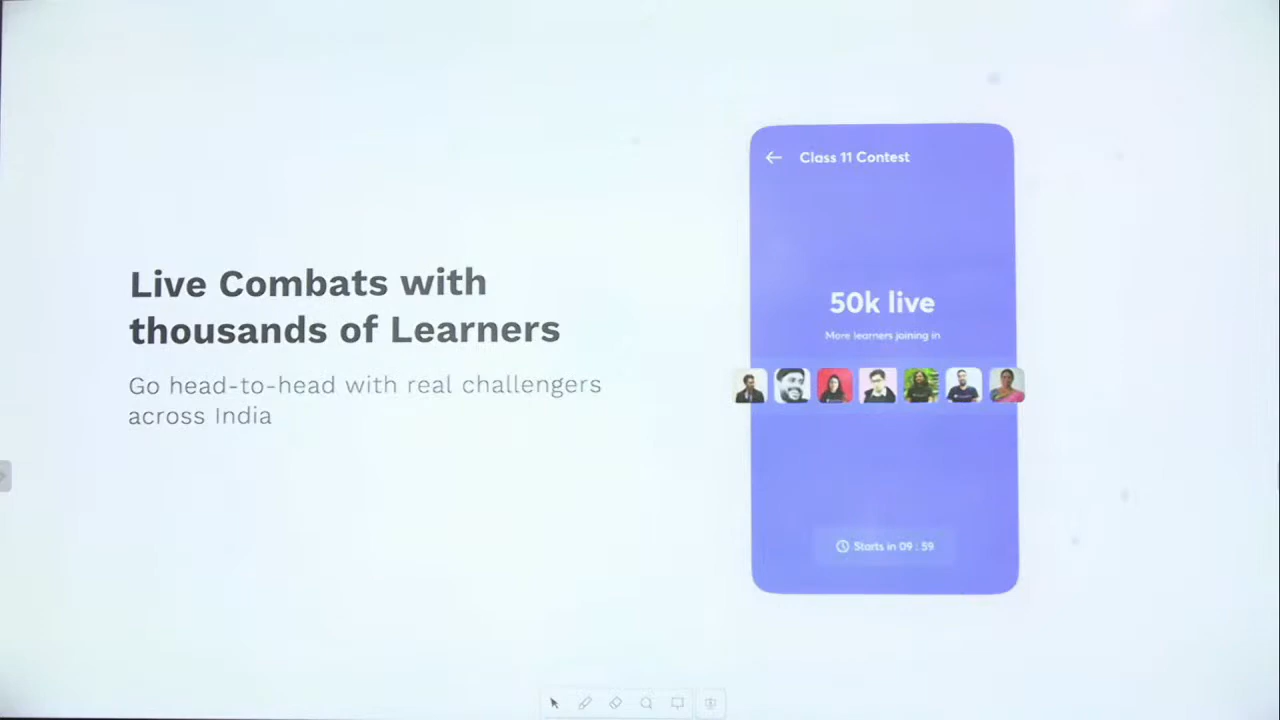 Live Combats with
thousands of Learners
Go head-to-head with real challengers
across India
Class 11 Contest
50k live
More learners joining in
Starts in 09 : 59